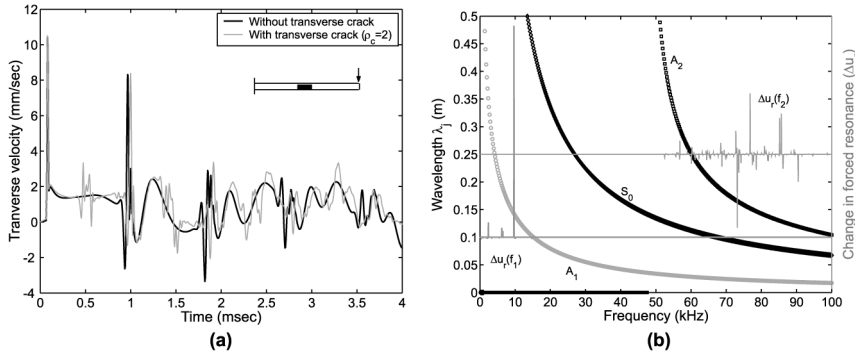 Without transverse crack
With transverse crack (ρc=2)
Tranverse velocity (mm/sec)
14
12
10
8
6
4
2
0
-2
-4
0
0.5
1
1.5
2
2.5
3
3.5
4
Time (msec)
(a)
Wavelength λj (m)
0.5
0.45
0.4
0.35
0.3
0.25
0.2
0.15
0.1
0.05
0
A2
Δur(f2)
S0
Δur(f1)
A1
0
10
20
30
40
50
60
70
80
90
100
Frequency (kHz)
Change in forced resonance (Δur)
(b)